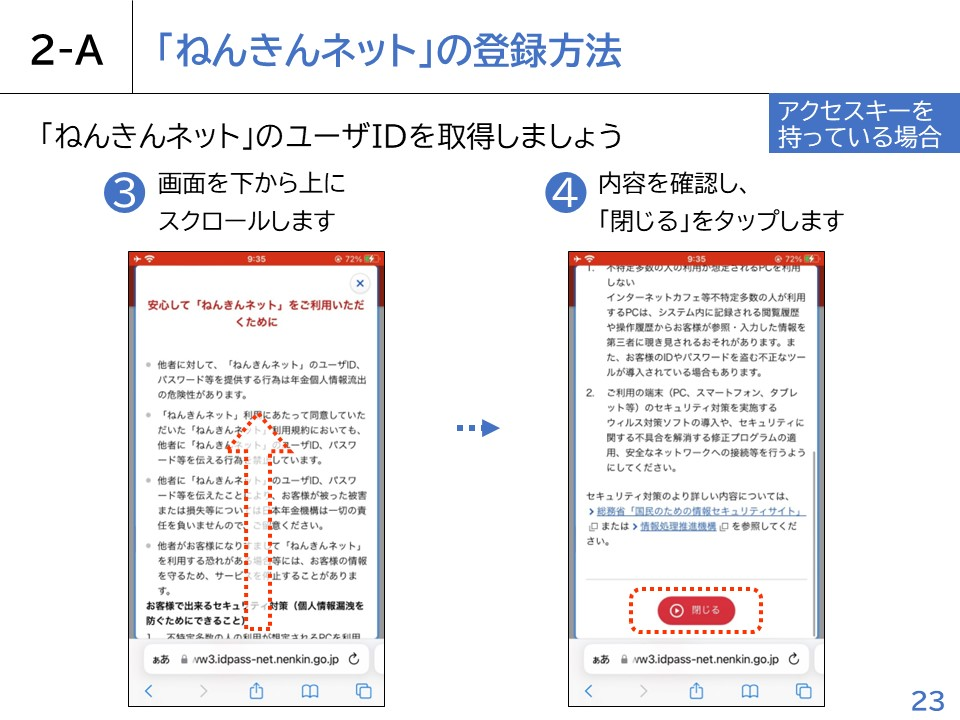 2-A
「ねんきんネット」の登録方法
アクセスキーを
持っている場合
「ねんきんネット」のユーザIDを取得しましょう
3
画面を下から上に
スクロールします
4
内容を確認し、
「閉じる」をタップします
9:35
72%
安心して「ねんきんネット」をご利用いただ
くために
他者に対して、「ねんきんネット」のユーザID、
パスワード等を提供する行為は年金個人情報流出
の危険性があります。
「ねんきんネット」利用にあたって同意していた
だいた「ねんきんネット」利用規約においても、
他者に「ねんきんネット」のユーザID、パスワ
ード等を伝える行為を禁止しています。
他者に「ねんきんネット」のユーザID、パスワ
ード等を伝えたことにより、お客様が被った被害
または損失等については日本年金機構は一切の責
任を負いませんので、ご留意ください。
他者がお客様になりすまして「ねんきんネット」
を利用する恐れがある場合等には、お客様の情報
を守るため、サービスを停止することがありま
す。
お客様で出来るセキュリティ対策（個人情報漏洩を
防ぐためにできること）
1. 不特定多数の人の利用が想定されるPCを利用
ぁあ
ww3.idpass-net.nenkin.go.jp
9:35
72%
1. 不特定多数の人の利用が想定されるPCを利用
しない
インターネットカフェ等不特定多数の人が利用
するPCは、システム内に記録される閲覧履歴
や操作履歴からお客様が参照・入力した情報を
第三者に覗き見されるおそれがあります。ま
た、お客様のIDやパスワードを盗む不正なツー
ルが導入されている場合もあります。
2. ご利用の端末（PC、スマートフォン、タブレ
ット等）のセキュリティ対策を実施する
ウィルス対策ソフトの導入や、セキュリティ
に関する不具合を解消する修正プログラムの適
用、安全なネットワークへの接続等を行うよう
にしてください。
セキュリティ対策のより詳しい内容については、
総務省「国民のための情報セキュリティサイト」
または 情報処理推進機構 を参照してくだ
さい。
閉じる
ぁあ
ww3.idpass-net.nenkin.go.jp
23